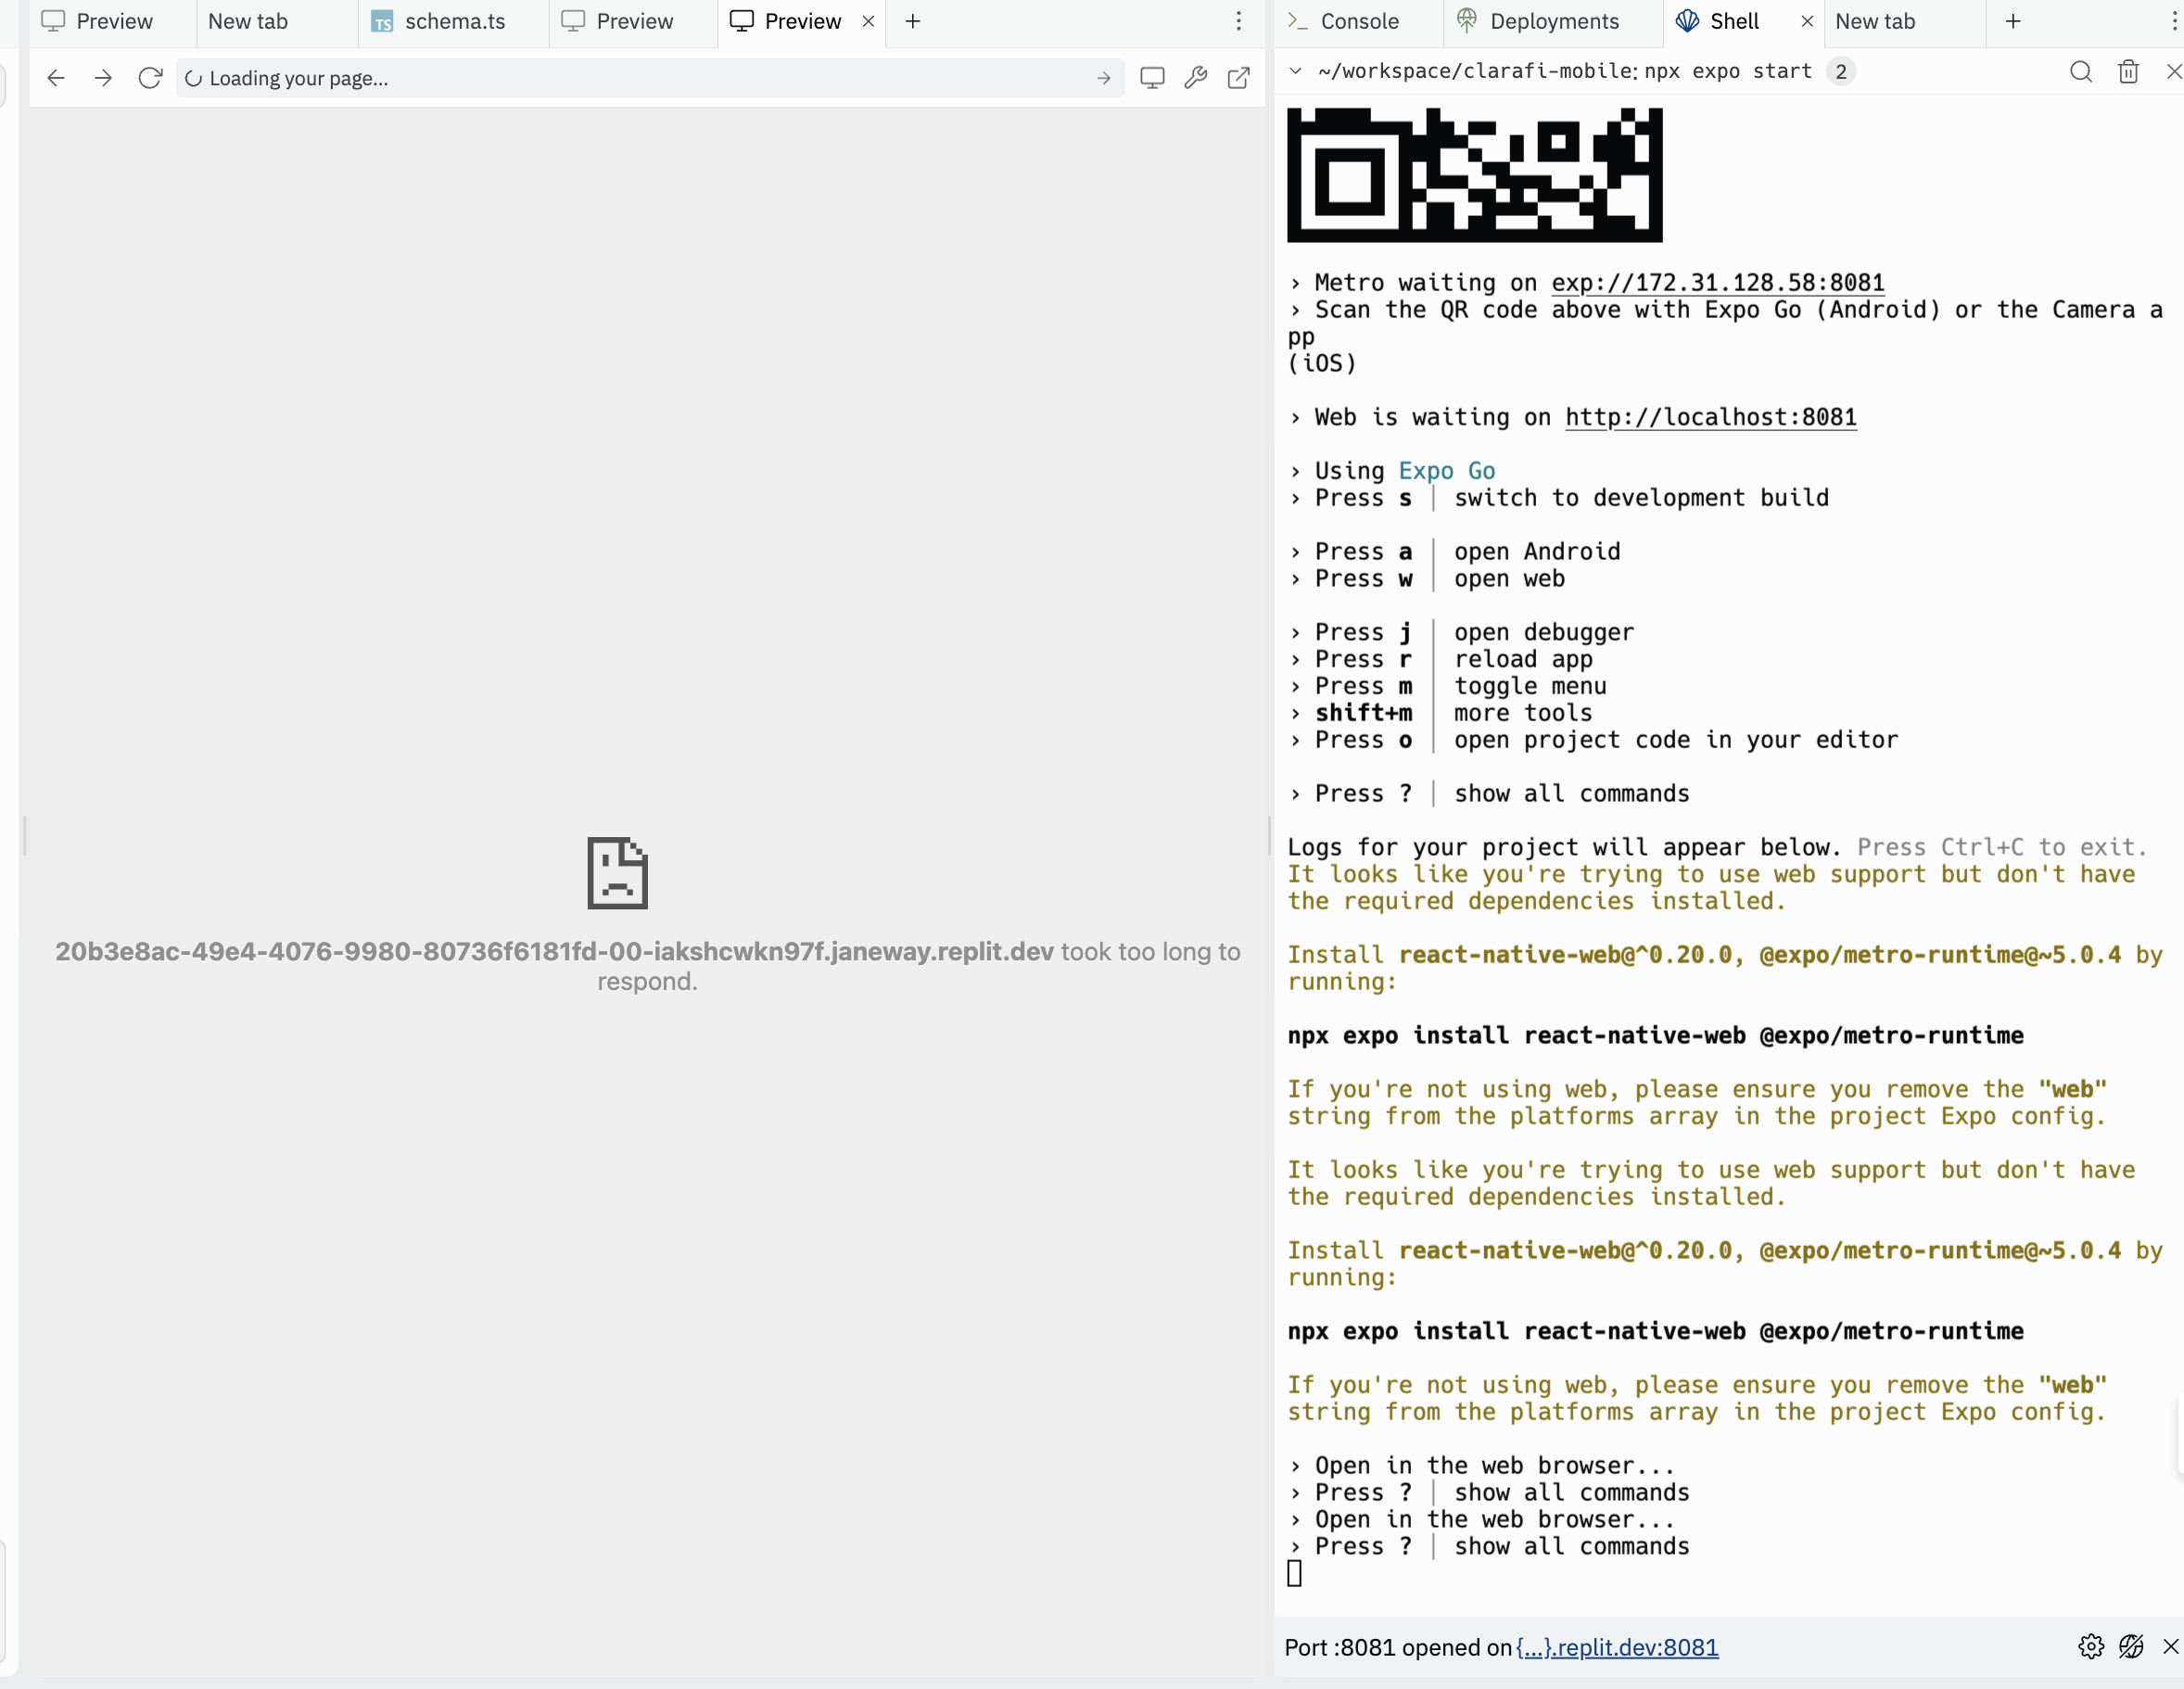 Preview
New tab
TS schema.ts
Preview
Preview
Loading your page...
20b3e8ac-49e4-4076-9980-80736f6181fd-00-iakshcwkn97f.janeway.replit.dev took too long to
respond.
Console
Deployments
Shell
New tab
~/workspace/clarafi-mobile: npx expo start 2
› Metro waiting on exp://172.31.128.58:8081
› Scan the QR code above with Expo Go (Android) or the Camera a
pp
(iOS)
› Web is waiting on http://localhost:8081
› Using Expo Go
› Press s │ switch to development build
› Press a │ open Android
› Press w │ open web
› Press j │ open debugger
› Press r │ reload app
› Press m │ toggle menu
› shift+m │ more tools
› Press o │ open project code in your editor
› Press ? │ show all commands
Logs for your project will appear below. Press Ctrl+C to exit.
It looks like you're trying to use web support but don't have
the required dependencies installed.
Install react-native-web@^0.20.0, @expo/metro-runtime@~5.0.4 by
running:
npx expo install react-native-web @expo/metro-runtime
If you're not using web, please ensure you remove the "web"
string from the platforms array in the project Expo config.
It looks like you're trying to use web support but don't have
the required dependencies installed.
Install react-native-web@^0.20.0, @expo/metro-runtime@~5.0.4 by
running:
npx expo install react-native-web @expo/metro-runtime
If you're not using web, please ensure you remove the "web"
string from the platforms array in the project Expo config.
› Open in the web browser...
› Press ? │ show all commands
› Open in the web browser...
› Press ? │ show all commands
Port :8081 opened on {...}.replit.dev:8081